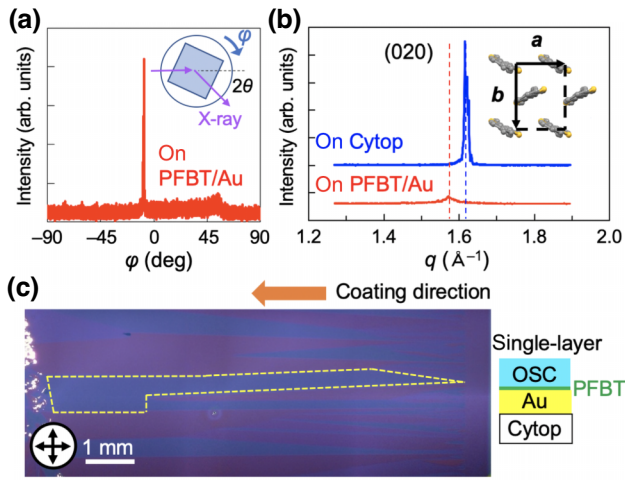 (a)
Intensity (arb. units)
φ
2θ
X-ray
On
PFBT/Au
−90
−45
0
45
90
φ (deg)
(b)
Intensity (arb. units)
(020)
a
b
On Cytop
On PFBT/Au
1.2
1.4
1.6
1.8
2.0
q (Å⁻¹)
(c)
Coating direction
1 mm
Single-layer
OSC
PFBT
Au
Cytop